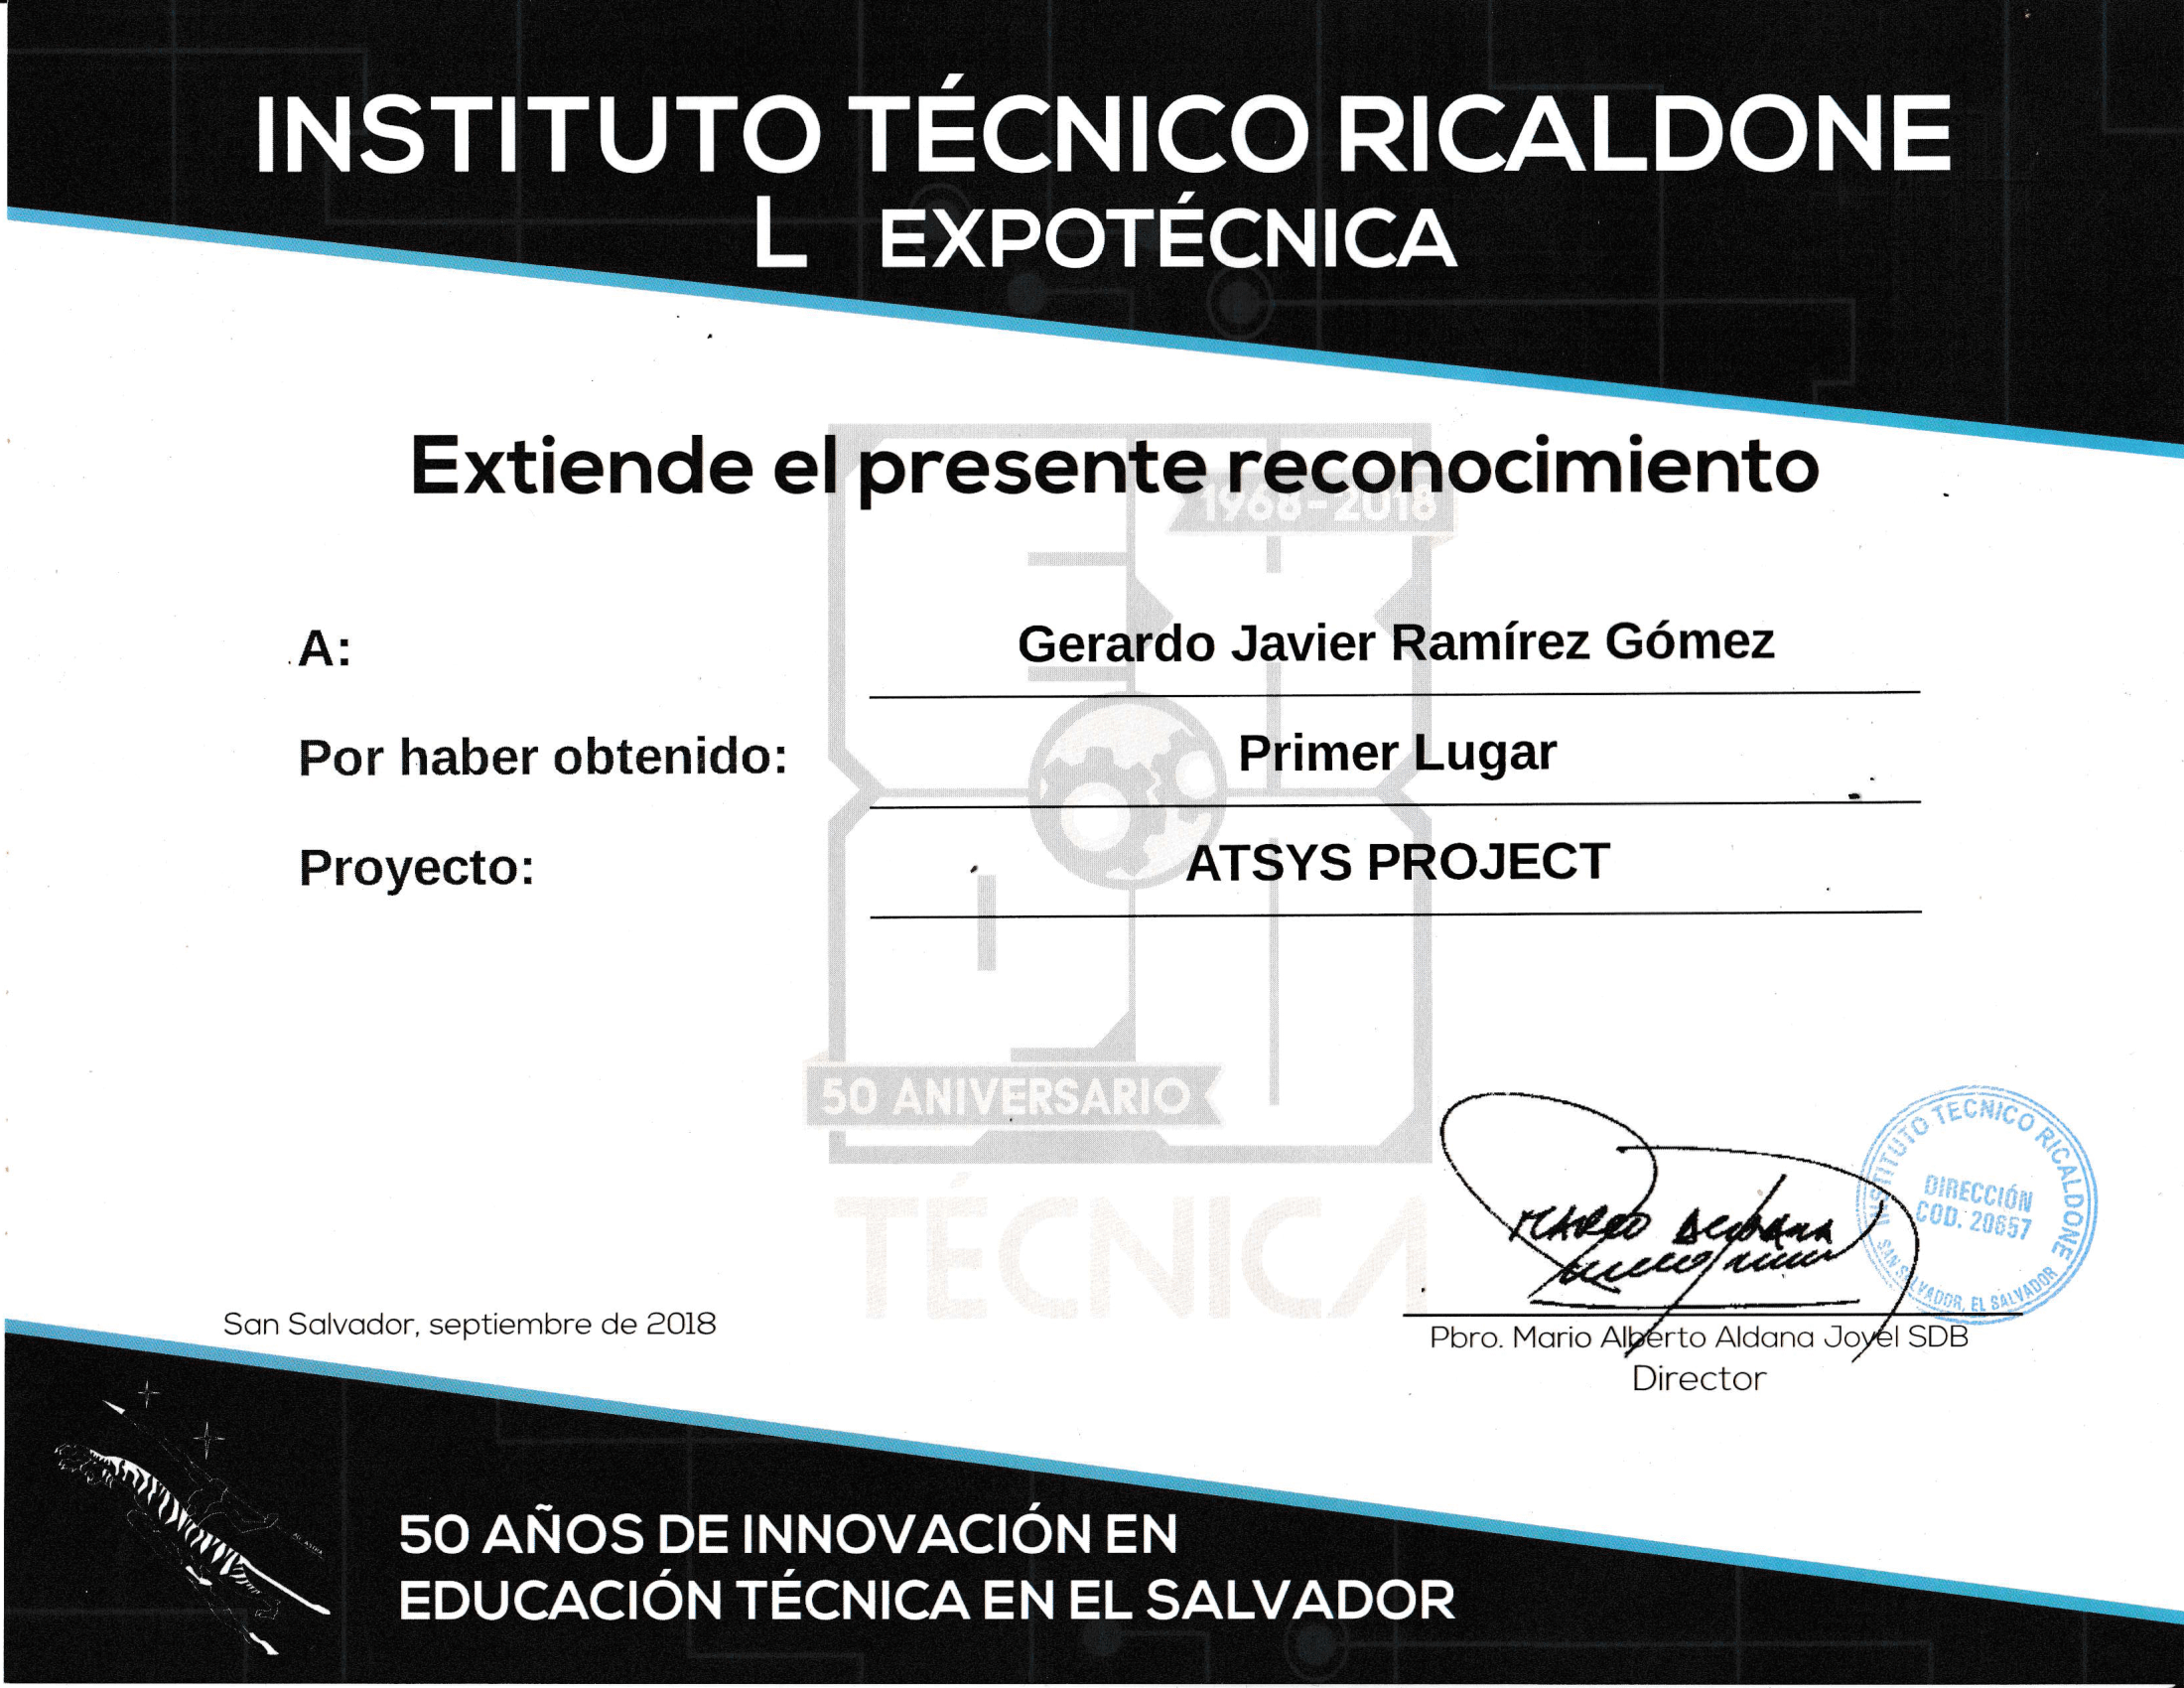 INSTITUTO TÉCNICO RICALDONE
L EXPOTÉCNICA
Extiende el presente reconocimiento
1968-2018
A: Gerardo Javier Ramírez Gómez
Por haber obtenido: Primer Lugar
Proyecto: ATSYS PROJECT
50 ANIVERSARIO
TÉCNICA
INSTITUTO TECNICO RICALDONE
DIRECCIÓN
COD. 20657
SAN SALVADOR, EL SALVADOR
San Salvador, septiembre de 2018
Pbro. Mario Alberto Aldana Jovel SDB
Director
50 AÑOS DE INNOVACIÓN EN
EDUCACIÓN TÉCNICA EN EL SALVADOR